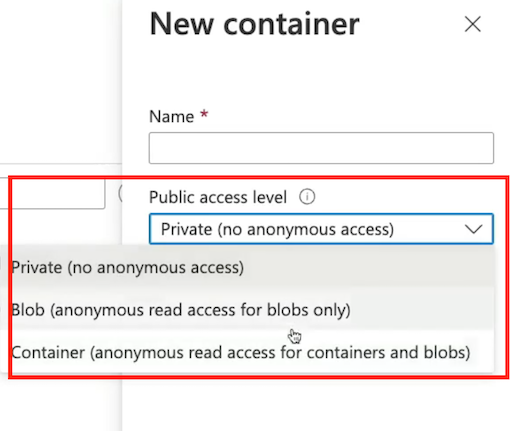 New container
Name *
Public access level
Private (no anonymous access)
Private (no anonymous access)
Blob (anonymous read access for blobs only)
Container (anonymous read access for containers and blobs)